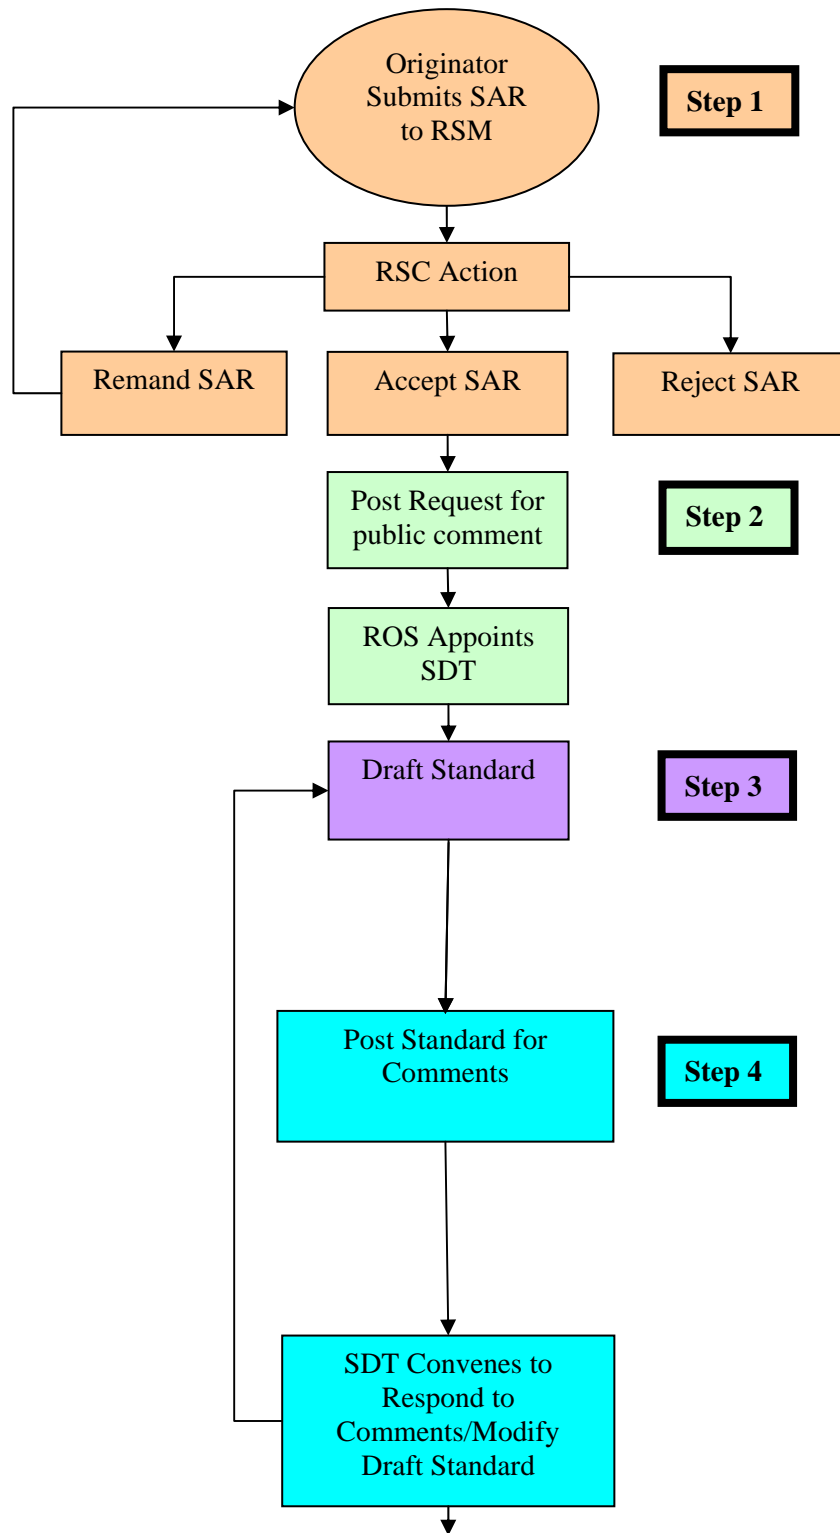 Originator
Submits SAR
to RSM
Step 1
RSC Action
Remand SAR
Accept SAR
Reject SAR
Post Request for
public comment
Step 2
ROS Appoints
SDT
Draft Standard
Step 3
Post Standard for
Comments
Step 4
SDT Convenes to
Respond to
Comments/Modify
Draft Standard